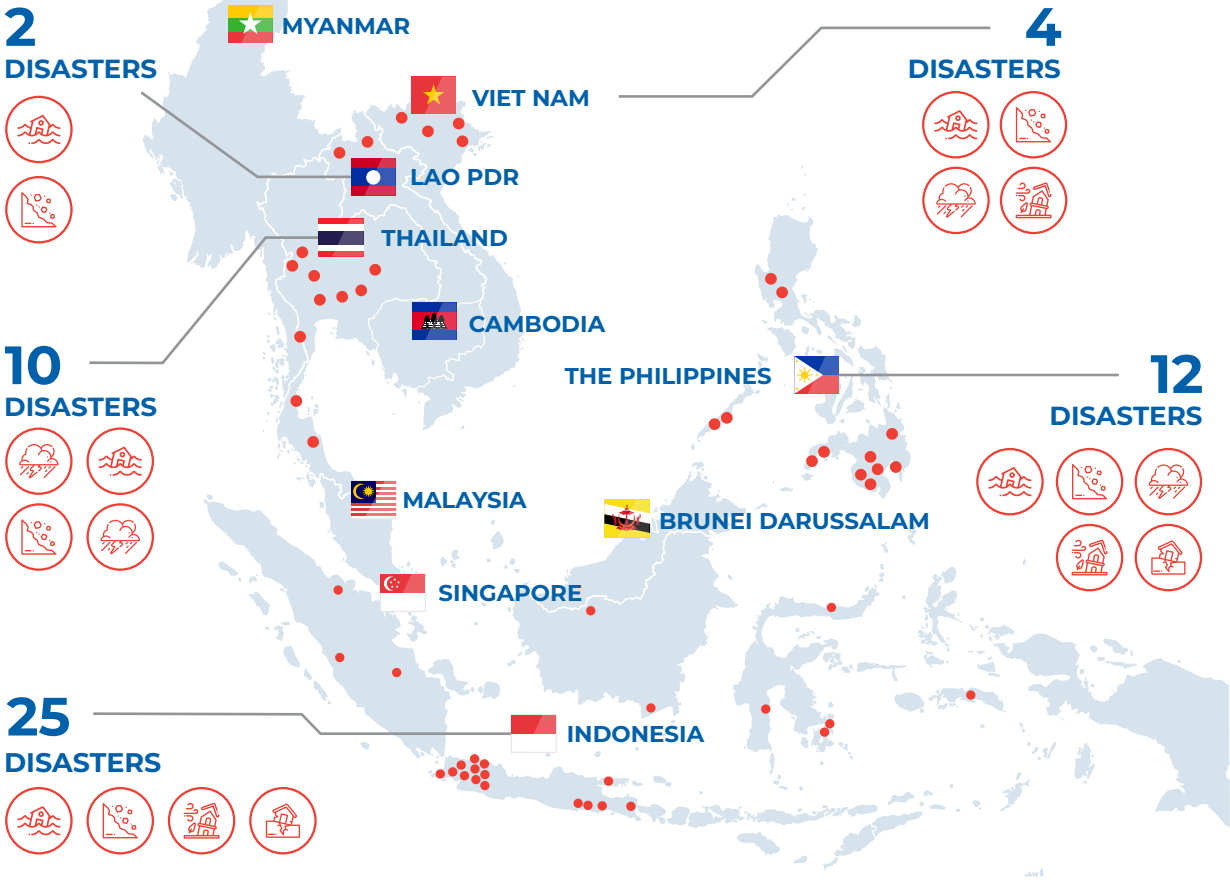 2
DISASTERS
MYANMAR
4
DISASTERS
VIET NAM
LAO PDR
THAILAND
10
DISASTERS
CAMBODIA
THE PHILIPPINES
12
DISASTERS
MALAYSIA
BRUNEI DARUSSALAM
SINGAPORE
25
DISASTERS
INDONESIA